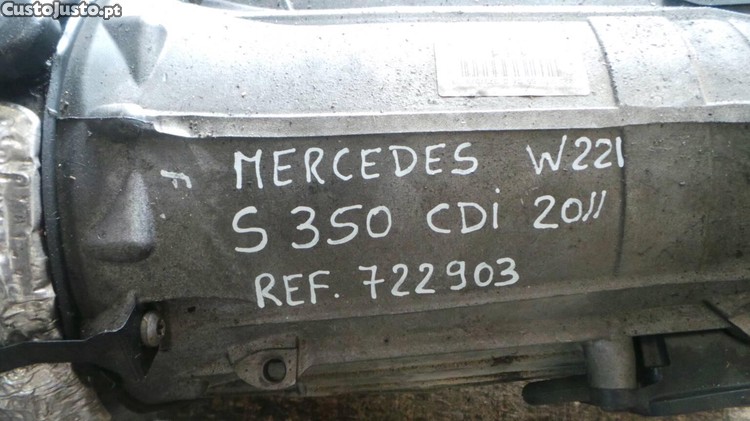 CustoJusto.pt
MERCEDES W221
S 350 CDi 2011
REF. 722903